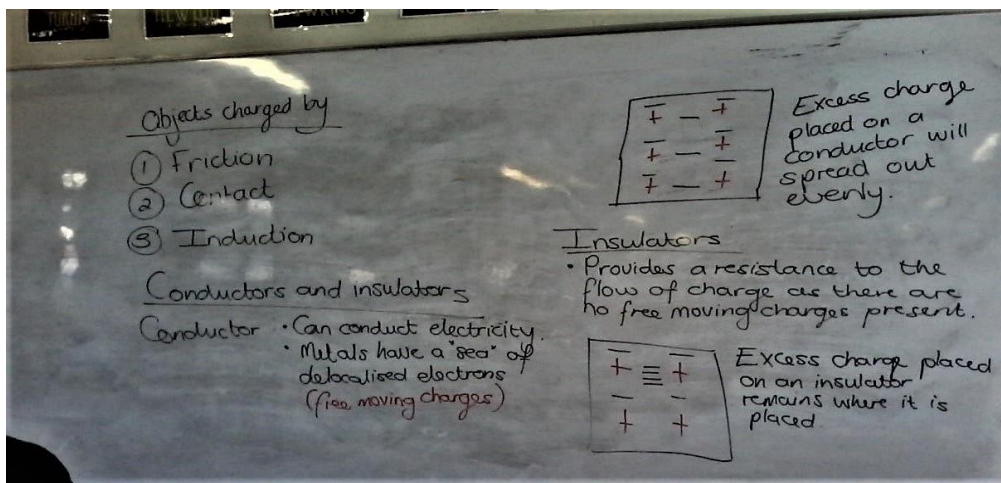 Objects charged by
① Friction
② Contact
③ Induction
Conductors and insulators
Conductor · Can conduct electricity
· Metals have a "sea" of
delocalised electrons
(free moving charges)
− −
+ − +
− −
+ − +
− −
+ − +
Excess charge
placed on a
conductor will
spread out
evenly.
Insulators
· Provides a resistance to the
flow of charge as there are
no free moving charges present.
− −
+ ≡ +
− −
+ +
Excess charge placed
on an insulator
remains where it is
placed